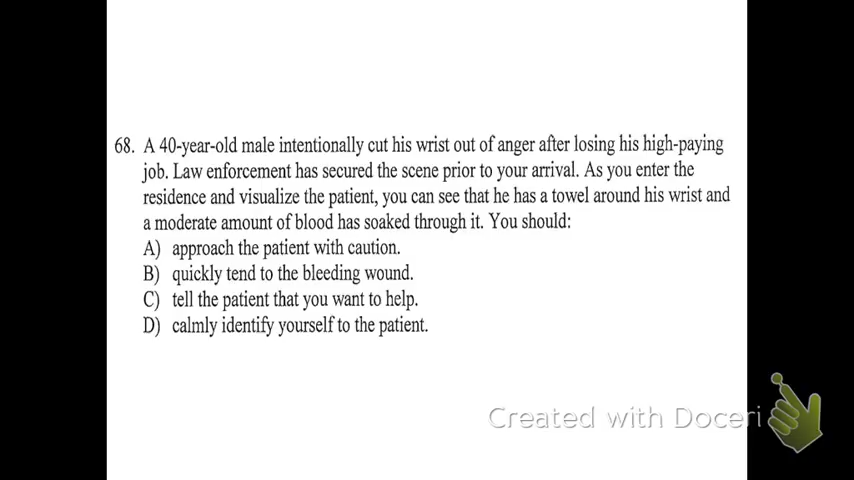 68. A 40-year-old male intentionally cut his wrist out of anger after losing his high-paying
job. Law enforcement has secured the scene prior to your arrival. As you enter the
residence and visualize the patient, you can see that he has a towel around his wrist and
a moderate amount of blood has soaked through it. You should:
A) approach the patient with caution.
B) quickly tend to the bleeding wound.
C) tell the patient that you want to help.
D) calmly identify yourself to the patient.
Created with Doceri